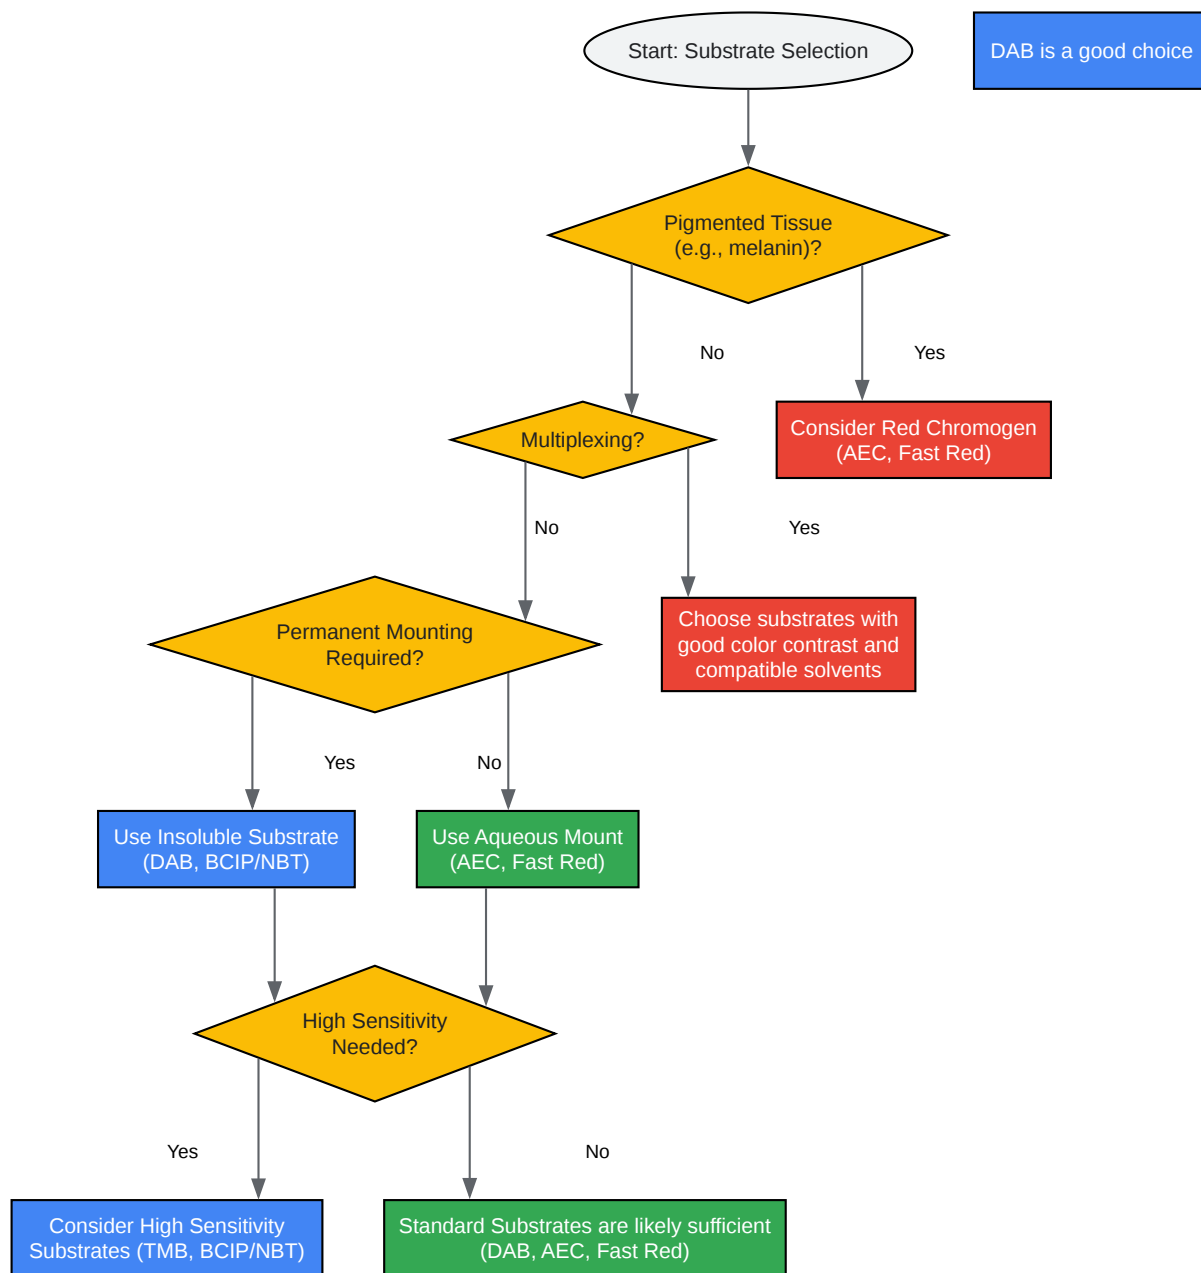 Start: Substrate Selection
DAB is a good choice
Pigmented Tissue
(e.g., melanin)?
No
Yes
Consider Red Chromogen
(AEC, Fast Red)
Multiplexing?
No
Yes
Choose substrates with
good color contrast and
compatible solvents
Permanent Mounting
Required?
Yes
No
Use Insoluble Substrate
(DAB, BCIP/NBT)
Use Aqueous Mount
(AEC, Fast Red)
High Sensitivity
Needed?
Yes
No
Consider High Sensitivity
Substrates (TMB, BCIP/NBT)
Standard Substrates are likely sufficient
(DAB, AEC, Fast Red)